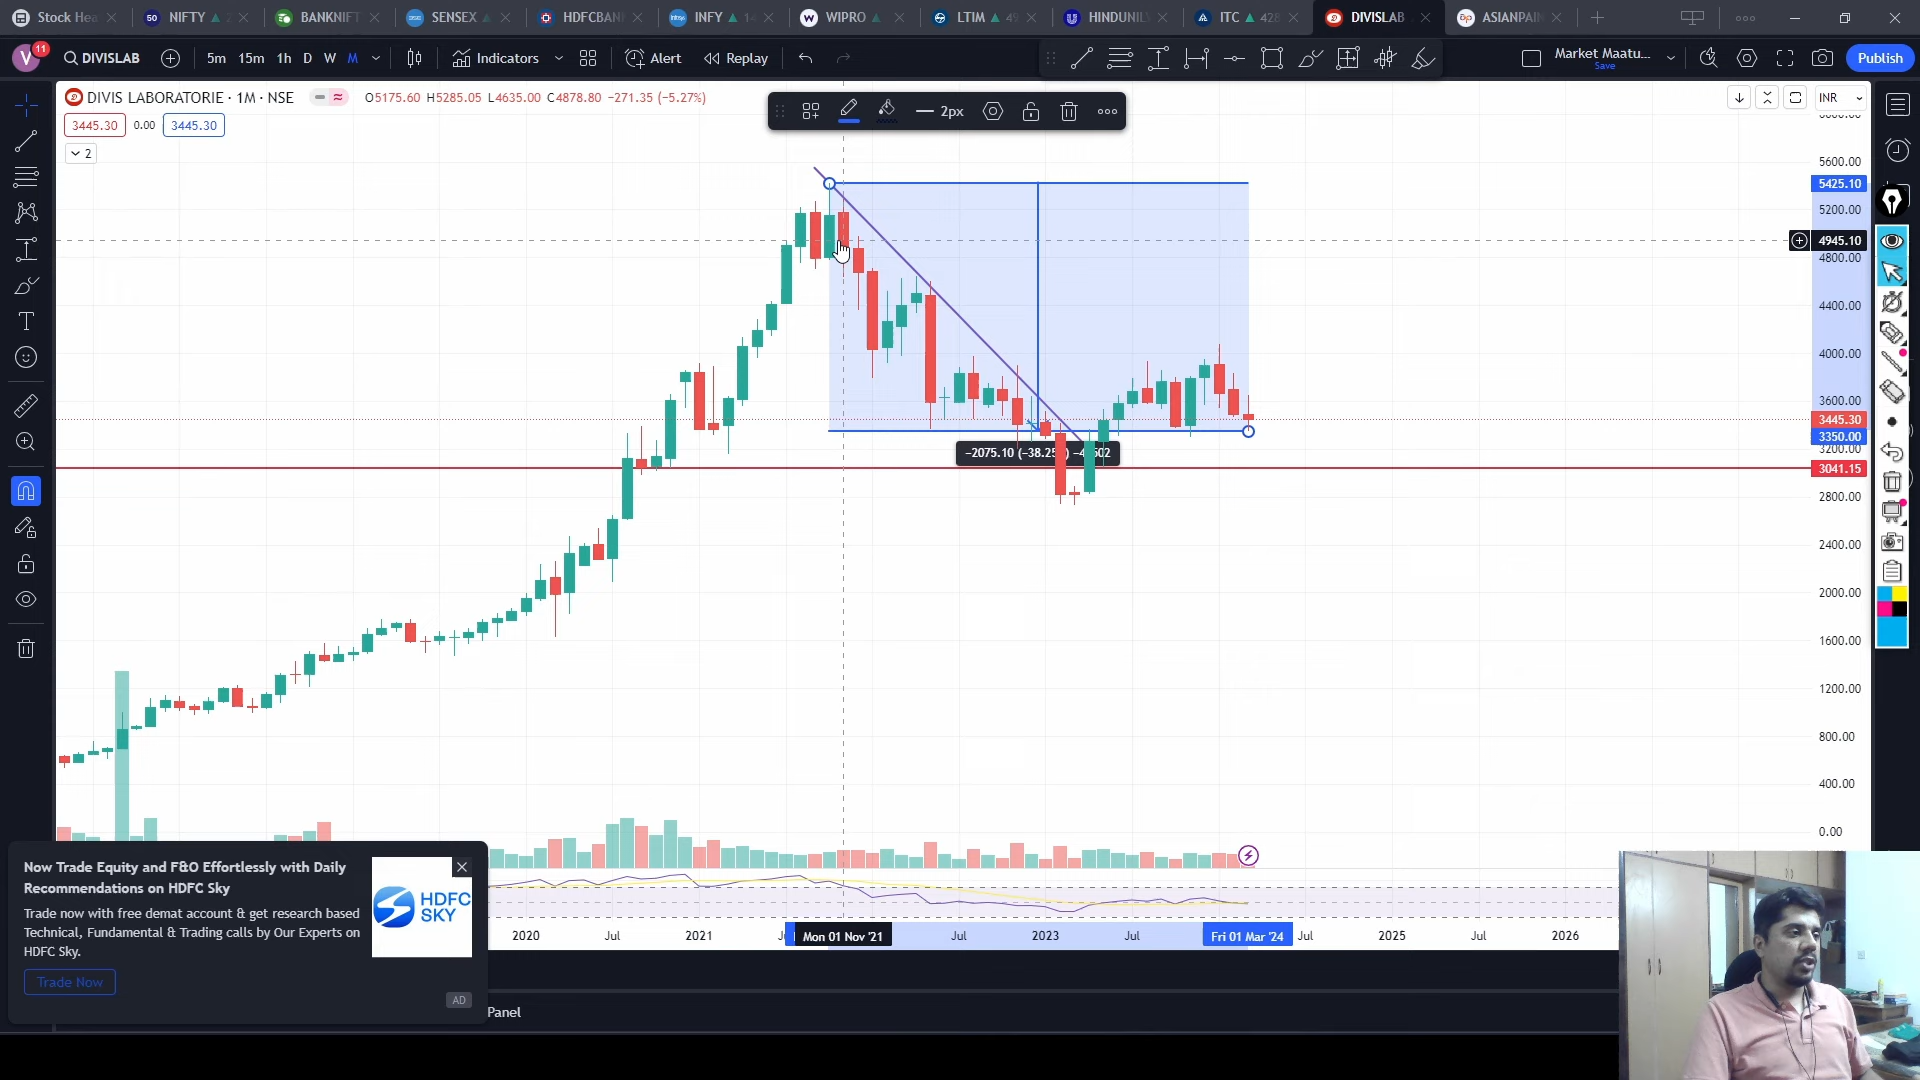 Stock Hea
50 NIFTY
BANKNIFT
SENSEX
HDFCBAN
INFY
WIPRO
LTIM
HINDUNIL
ITC 428
DIVISLAB
ASIANPAIN
V 11 DIVISLAB 5m 15m 1h D W M Indicators Alert Replay
Market Maatu...
Save
Publish
DIVIS LABORATORIE · 1M · NSE O5175.60 H5285.05 L4635.00 C4878.80 −271.35 (−5.27%)
3445.30 0.00 3445.30
2
2px
INR
5600.00
5425.10
5200.00
4945.10
4800.00
4400.00
4000.00
3600.00
3445.30
3350.00
3200.00
3041.15
2800.00
2400.00
2000.00
1600.00
1200.00
800.00
400.00
0.00
Now Trade Equity and F&O Effortlessly with Daily
Recommendations on HDFC Sky
Trade now with free demat account & get research based
Technical, Fundamental & Trading calls by Our Experts on
HDFC Sky.
Trade Now
HDFC
SKY
AD
2020 Jul 2021 Mon 01 Nov '21 Jul 2023 Jul Fri 01 Mar '24 Jul 2025 Jul 2026
Panel